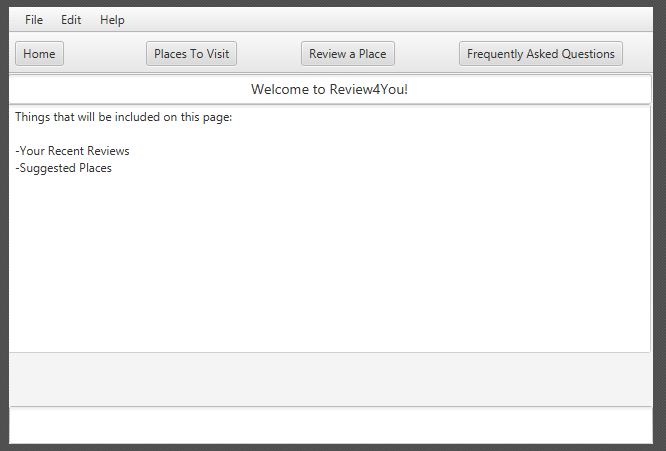 File Edit Help
Home Places To Visit Review a Place Frequently Asked Questions
Welcome to Review4You!
Things that will be included on this page:
-Your Recent Reviews
-Suggested Places